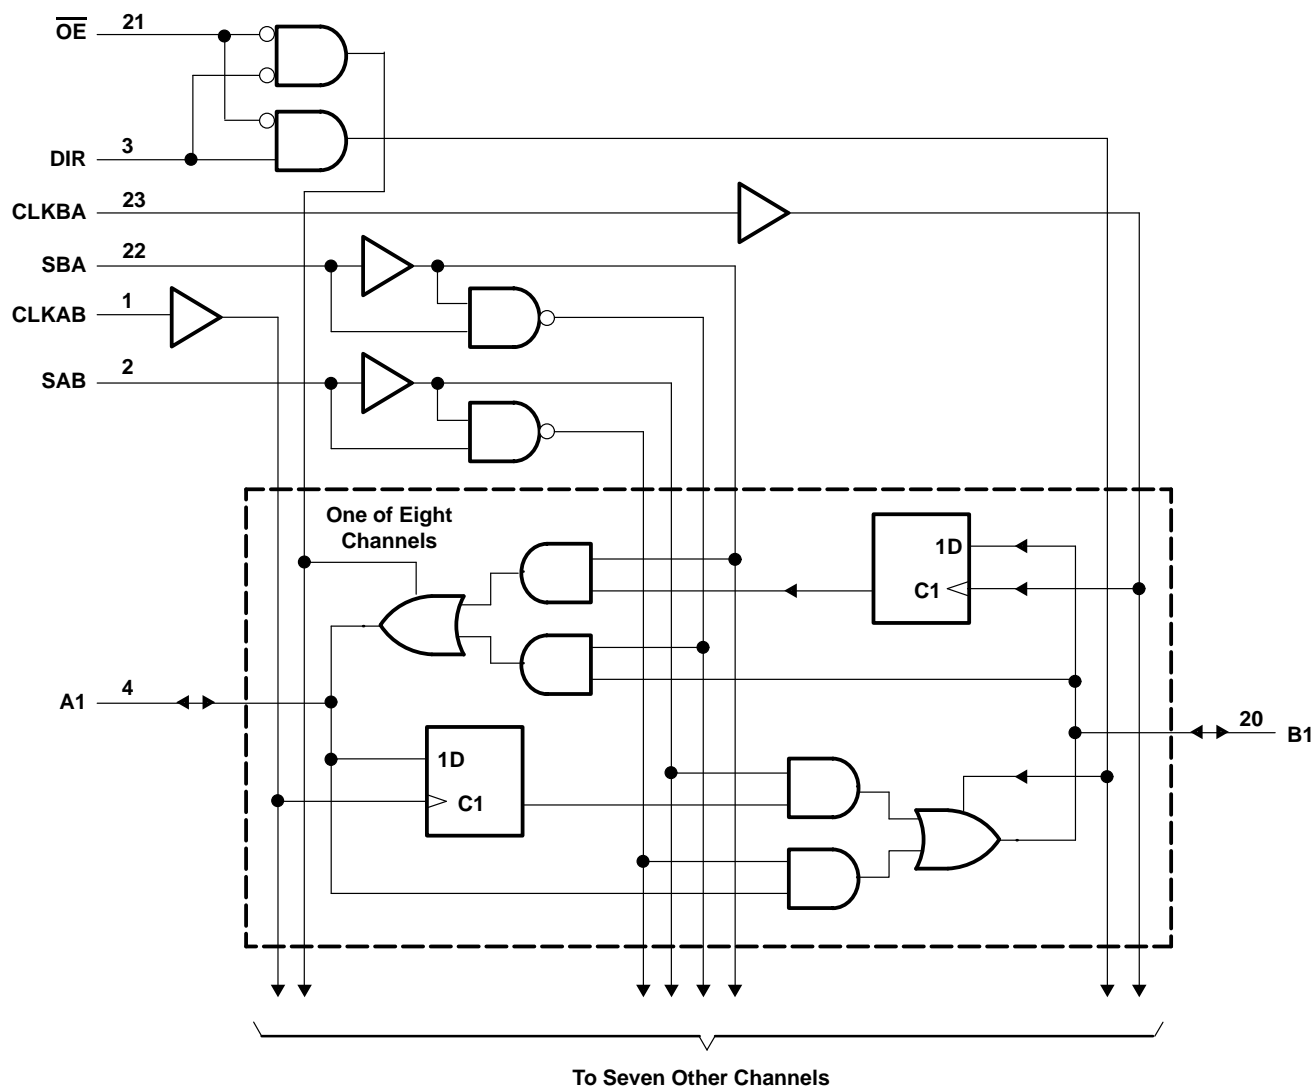 OE 21
DIR 3
CLKBA 23
SBA 22
CLKAB 1
SAB 2
One of Eight
Channels
1D
C1
A1 4
20 B1
1D
C1
To Seven Other Channels